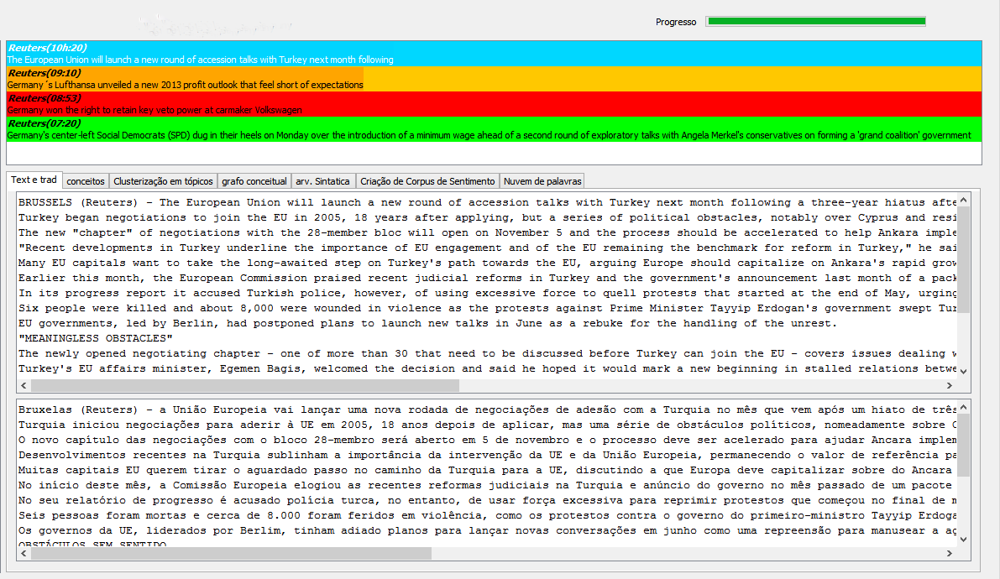 Progresso
Reuters(10h:20)
The European Union will launch a new round of accession talks with Turkey next month following
Reuters(09:10)
Germany´s Lufthansa unveiled a new 2013 profit outlook that feel short of expectations
Reuters(08:53)
Germany won the right to retain key veto power at carmaker Volkswagen
Reuters(07:20)
Germany's center-left Social Democrats (SPD) dug in their heels on Monday over the introduction of a minimum wage ahead of a second round of exploratory talks with Angela Merkel's conservatives on forming a 'grand coalition' government
Text e trad conceitos Clusterização em tópicos grafo conceitual arv. Sintatica Criação de Corpus de Sentimento Nuvem de palavras
BRUSSELS (Reuters) - The European Union will launch a new round of accession talks with Turkey next month following a three-year hiatus afte
Turkey began negotiations to join the EU in 2005, 18 years after applying, but a series of political obstacles, notably over Cyprus and resi
The new "chapter" of negotiations with the 28-member bloc will open on November 5 and the process should be accelerated to help Ankara imple
"Recent developments in Turkey underline the importance of EU engagement and of the EU remaining the benchmark for reform in Turkey," he sai
Many EU capitals want to take the long-awaited step on Turkey's path towards the EU, arguing Europe should capitalize on Ankara's rapid grow
Earlier this month, the European Commission praised recent judicial reforms in Turkey and the government's announcement last month of a pack
In its progress report it accused Turkish police, however, of using excessive force to quell protests that started at the end of May, urging
Six people were killed and about 8,000 were wounded in violence as the protests against Prime Minister Tayyip Erdogan's government swept Tur
EU governments, led by Berlin, had postponed plans to launch new talks in June as a rebuke for the handling of the unrest.
"MEANINGLESS OBSTACLES"
The newly opened negotiating chapter - one of more than 30 that need to be discussed before Turkey can join the EU - covers issues dealing w
Turkey's EU affairs minister, Egemen Bagis, welcomed the decision and said he hoped it would mark a new beginning in stalled relations betwe
Bruxelas (Reuters) - a União Europeia vai lançar uma nova rodada de negociações de adesão com a Turquia no mês que vem após um hiato de três
Turquia iniciou negociações para aderir à UE em 2005, 18 anos depois de aplicar, mas uma série de obstáculos políticos, nomeadamente sobre C
O novo capítulo das negociações com o bloco 28-membro será aberto em 5 de novembro e o processo deve ser acelerado para ajudar Ancara implem
Desenvolvimentos recentes na Turquia sublinham a importância da intervenção da UE e da União Europeia, permanecendo o valor de referência pa
Muitas capitais EU querem tirar o aguardado passo no caminho da Turquia para a UE, discutindo a que Europa deve capitalizar sobre do Ancara
No início deste mês, a Comissão Europeia elogiou as recentes reformas judiciais na Turquia e anúncio do governo no mês passado de um pacote
No seu relatório de progresso é acusado polícia turca, no entanto, de usar força excessiva para reprimir protestos que começou no final de m
Seis pessoas foram mortas e cerca de 8.000 foram feridos em violência, como os protestos contra o governo do primeiro-ministro Tayyip Erdoga
Os governos da UE, liderados por Berlim, tinham adiado planos para lançar novas conversações em junho como uma repreensão para manusear a ag
OBSTÁCULOS SEM SENTIDO